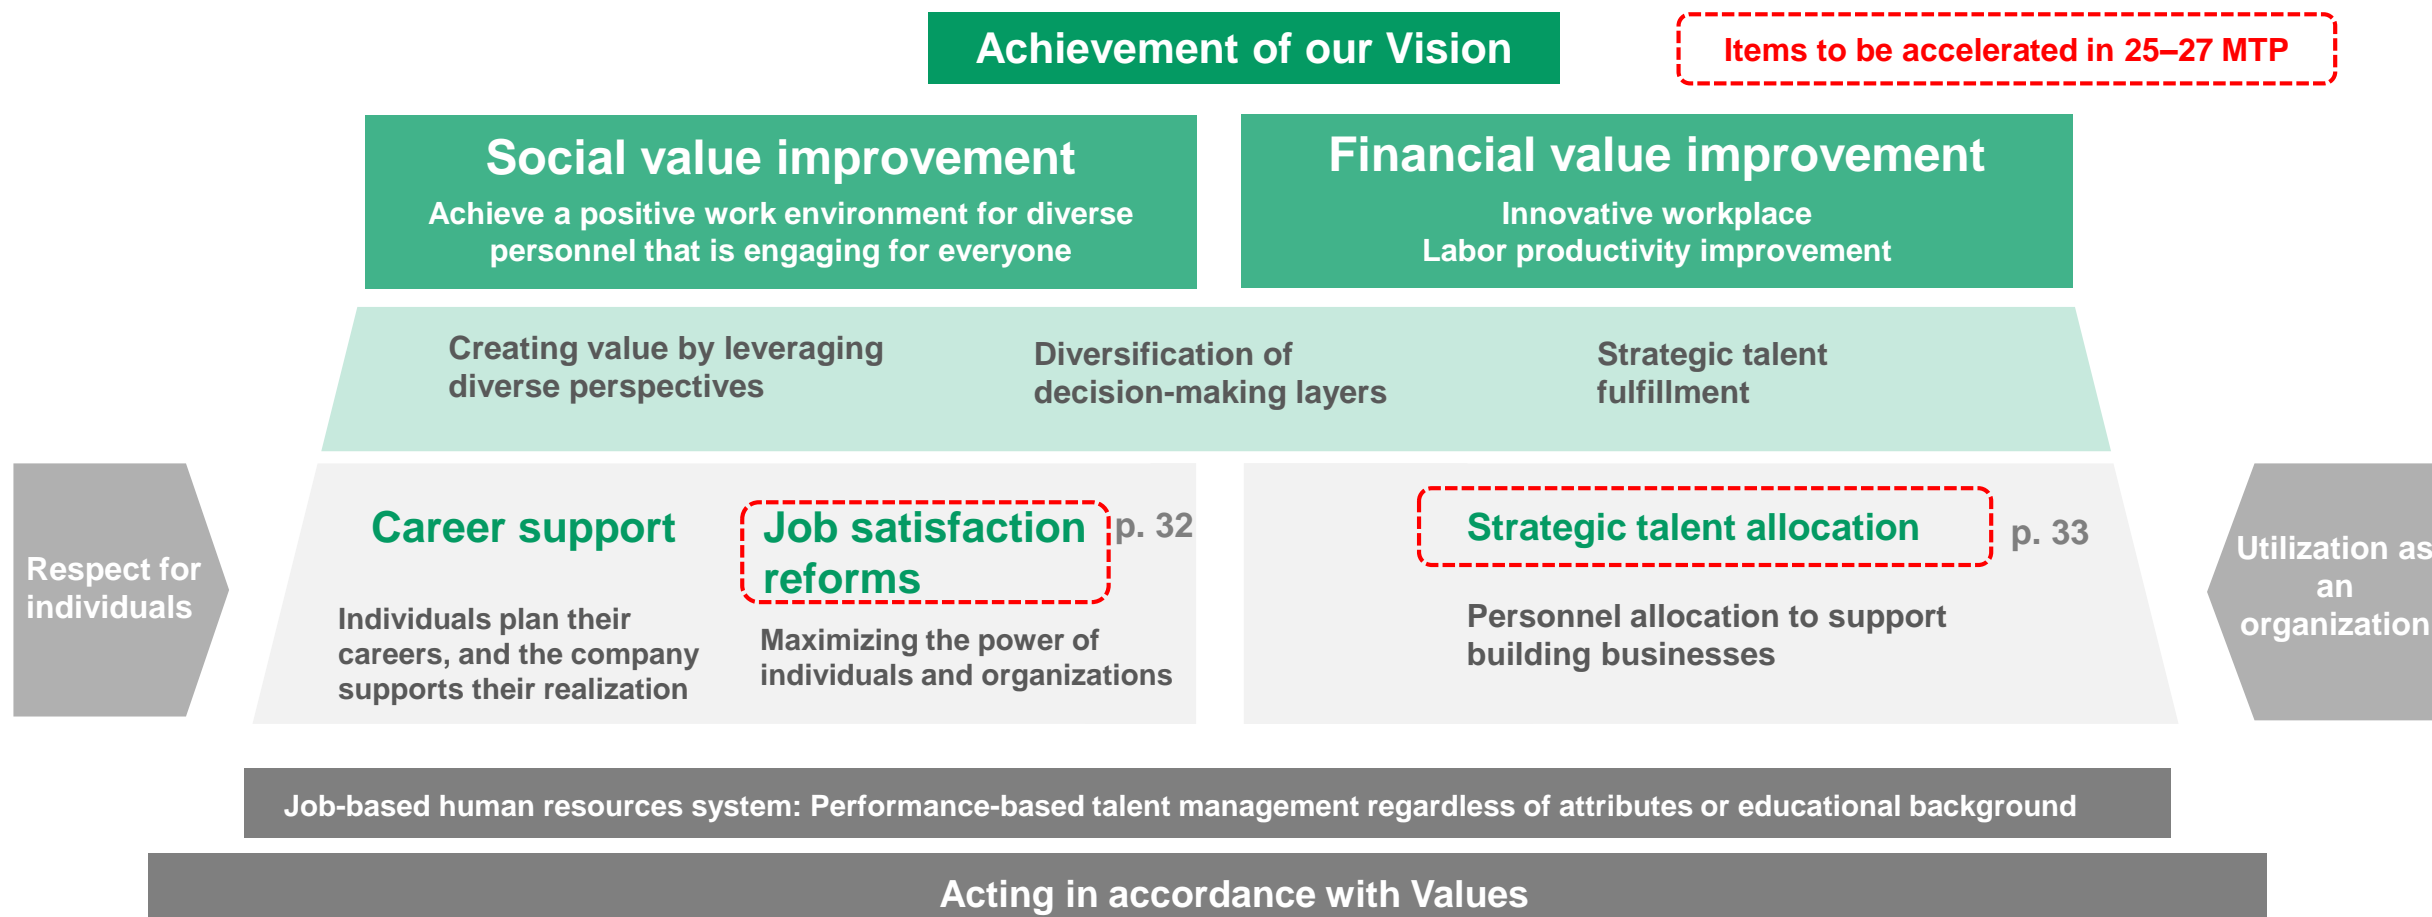 Achievement of our Vision
Items to be accelerated in 25–27 MTP
Social value improvement
Achieve a positive work environment for diverse
personnel that is engaging for everyone
Financial value improvement
Innovative workplace
Labor productivity improvement
Creating value by leveraging
diverse perspectives
Diversification of
decision-making layers
Strategic talent
fulfillment
Respect for
individuals
Career support
Individuals plan their
careers, and the company
supports their realization
Job satisfaction
reforms
p. 32
Maximizing the power of
individuals and organizations
Strategic talent allocation
p. 33
Personnel allocation to support
building businesses
Utilization as
an
organization
Job-based human resources system: Performance-based talent management regardless of attributes or educational background
Acting in accordance with Values